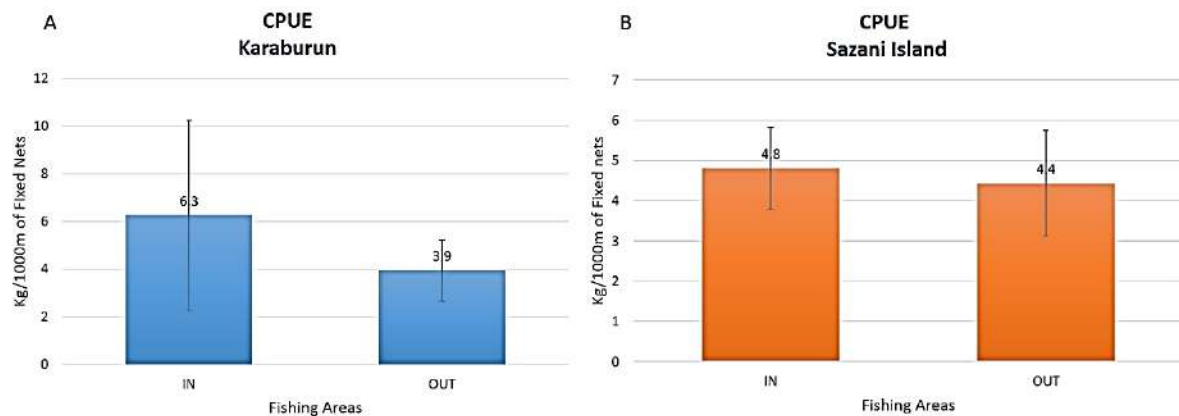 A
CPUE
Karaburun
Kg/1000m of Fixed Nets
12
10
8
6
4
2
0
6.3
3.9
IN
OUT
Fishing Areas
B
CPUE
Sazani Island
Kg/1000m of Fixed nets
7
6
5
4
3
2
1
0
4.8
4.4
IN
OUT
Fishing Areas